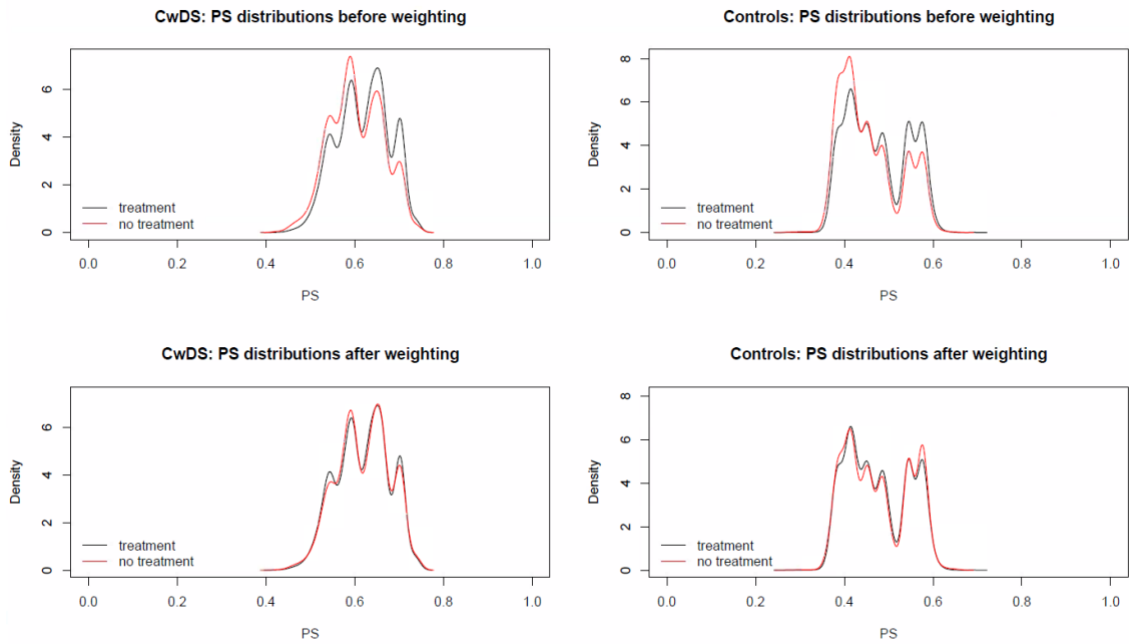 CwDS: PS distributions before weighting
Density
6
4
2
0
treatment
no treatment
0.0 0.2 0.4 0.6 0.8 1.0
PS
Controls: PS distributions before weighting
Density
8
6
4
2
0
treatment
no treatment
0.0 0.2 0.4 0.6 0.8 1.0
PS
CwDS: PS distributions after weighting
Density
6
4
2
0
treatment
no treatment
0.0 0.2 0.4 0.6 0.8 1.0
PS
Controls: PS distributions after weighting
Density
8
6
4
2
0
treatment
no treatment
0.0 0.2 0.4 0.6 0.8 1.0
PS